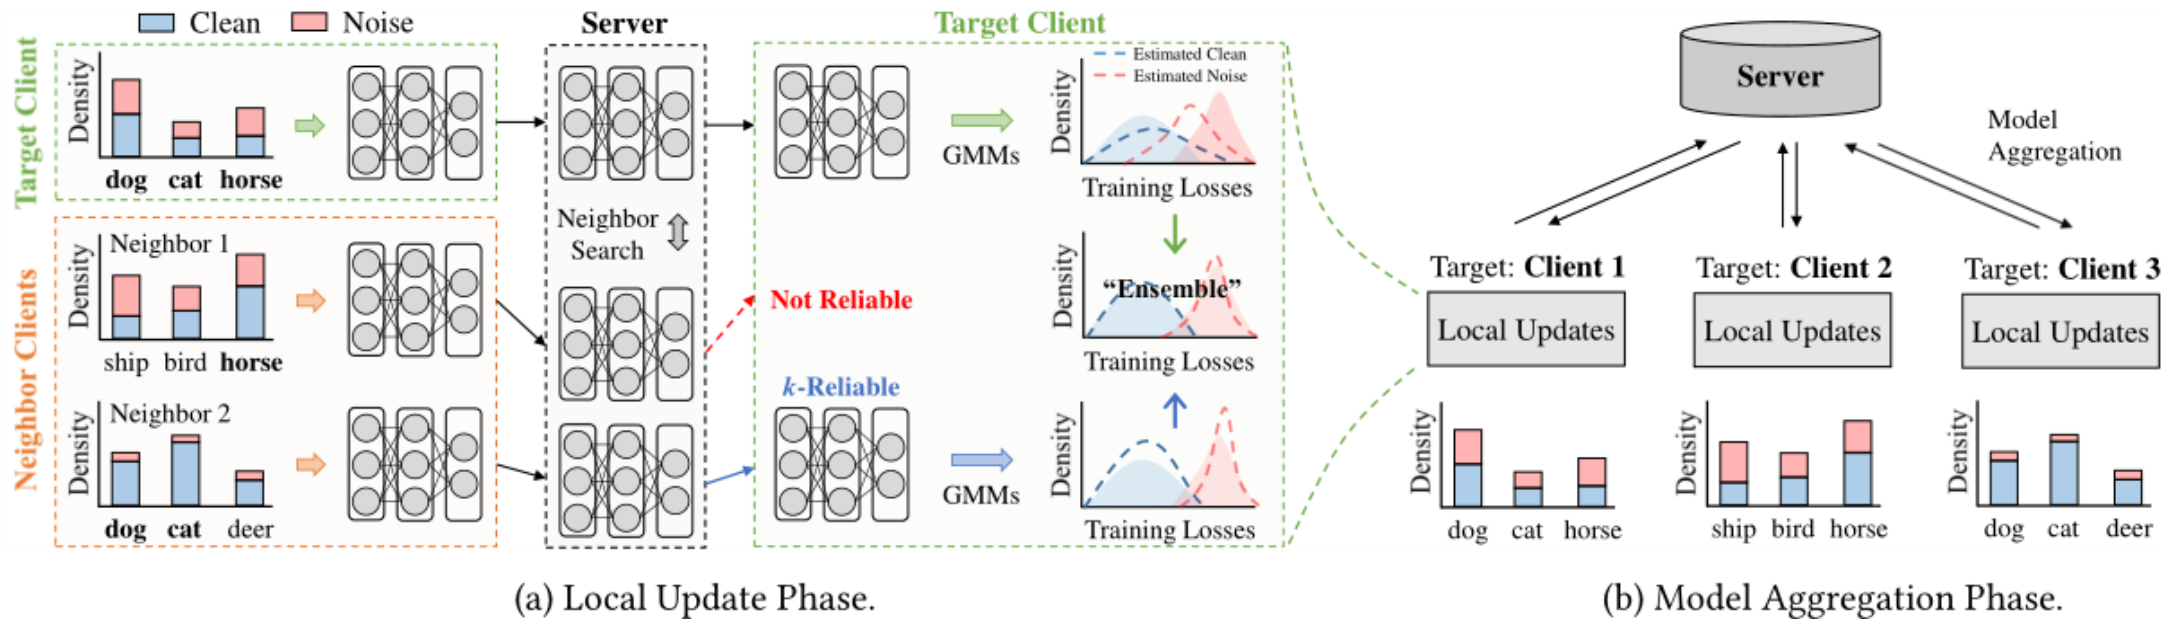 Clean
Noise
Server
Target Client
Target Client
Density
dog cat horse
Neighbor Clients
Neighbor 1
Density
ship bird horse
Neighbor 2
Density
dog cat deer
Neighbor
Search
Not Reliable
k-Reliable
GMMs
Estimated Clean
Estimated Noise
Density
Training Losses
Density
“Ensemble”
Training Losses
GMMs
Density
Training Losses
(a) Local Update Phase.
Server
Model
Aggregation
Target: Client 1
Target: Client 2
Target: Client 3
Local Updates
Local Updates
Local Updates
Density
dog cat horse
Density
ship bird horse
Density
dog cat deer
(b) Model Aggregation Phase.